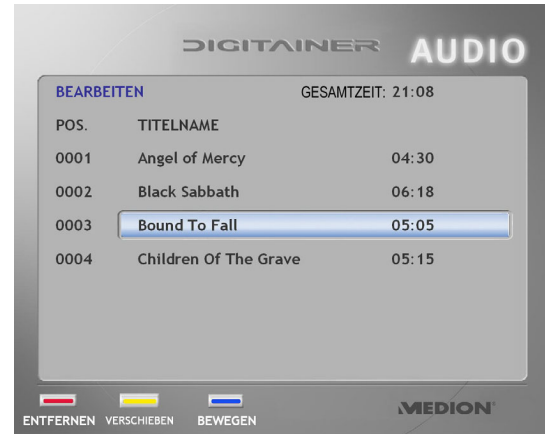 DIGITAINER AUDIO
BEARBEITEN GESAMTZEIT: 21:08
POS. TITELNAME
0001 Angel of Mercy 04:30
0002 Black Sabbath 06:18
0003 Bound To Fall 05:05
0004 Children Of The Grave 05:15
ENTFERNEN VERSCHIEBEN BEWEGEN MEDION